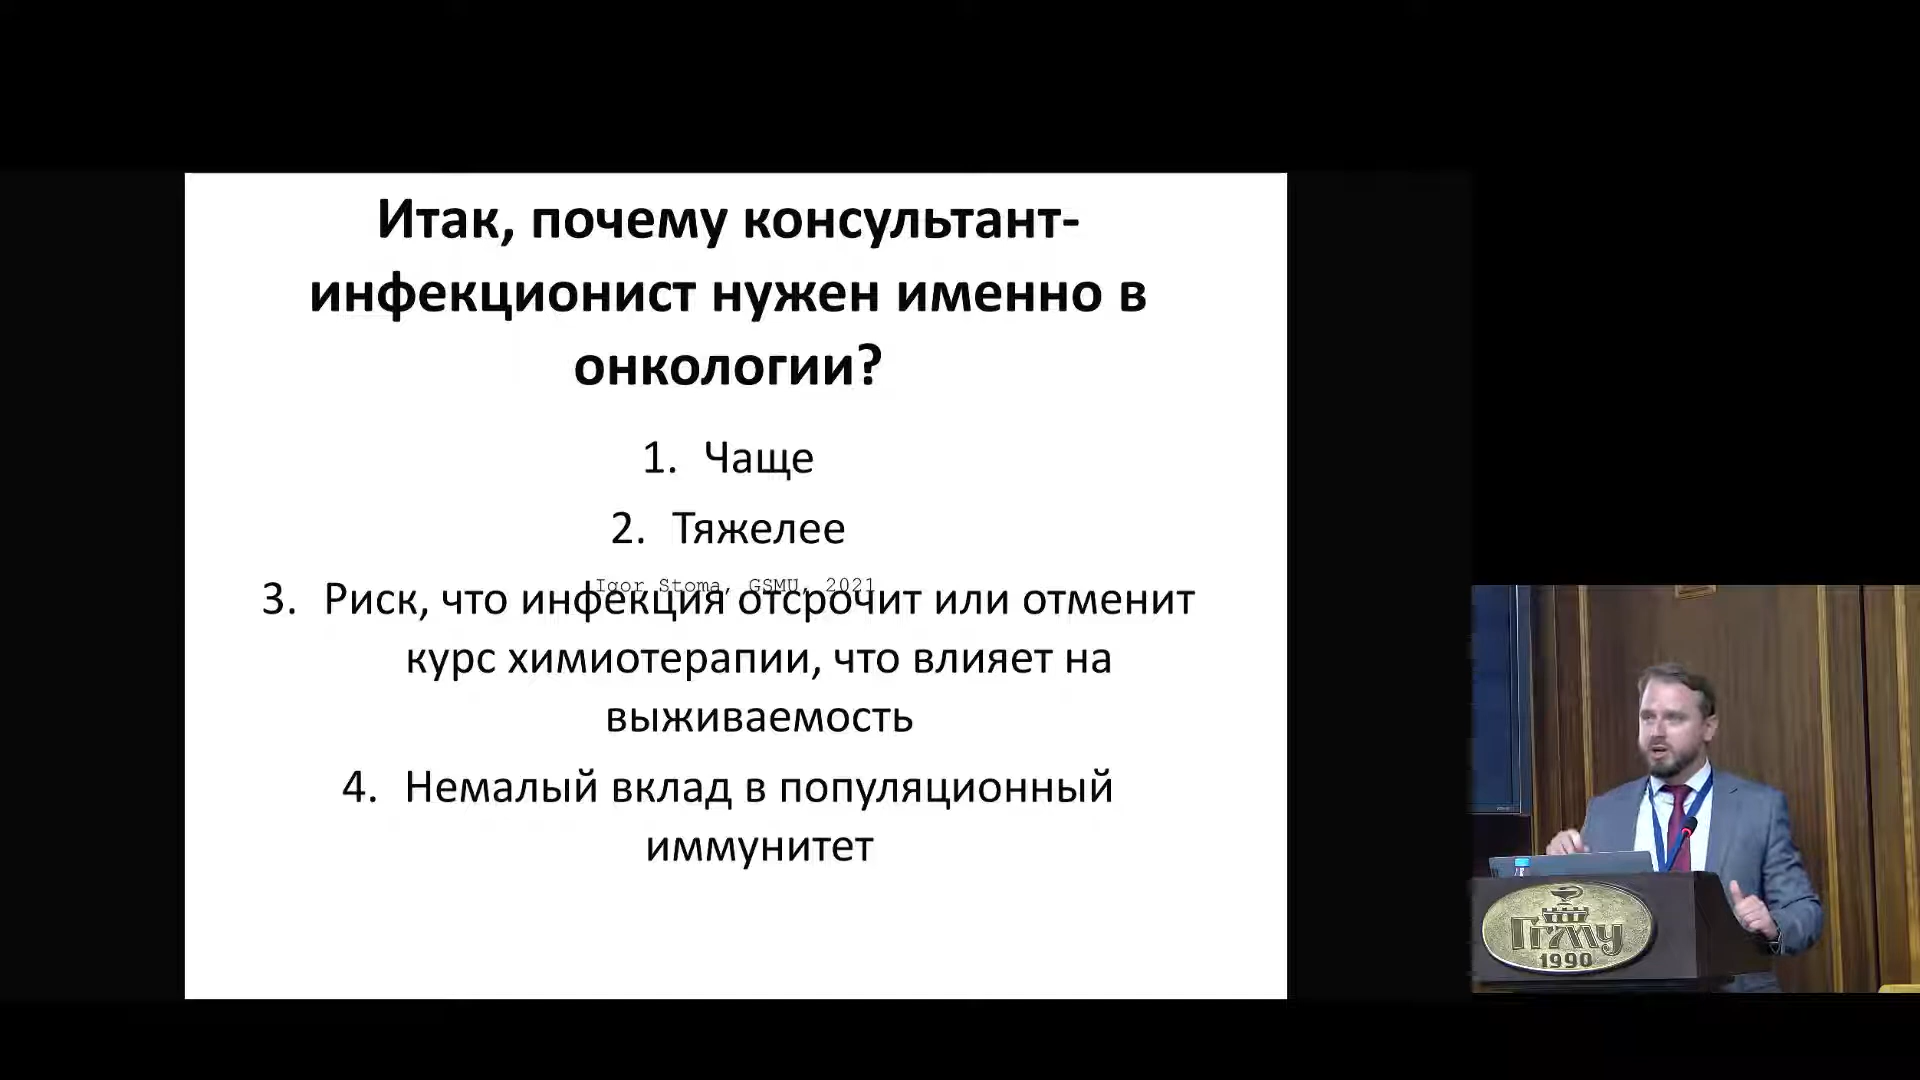 Итак, почему консультант-
инфекционист нужен именно в
онкологии?
1. Чаще
2. Тяжелее
Igor Stoma, GSMU, 2021
3. Риск, что инфекция отсрочит или отменит
курс химиотерапии, что влияет на
выживаемость
4. Немалый вклад в популяционный
иммунитет
ГГМУ
1990